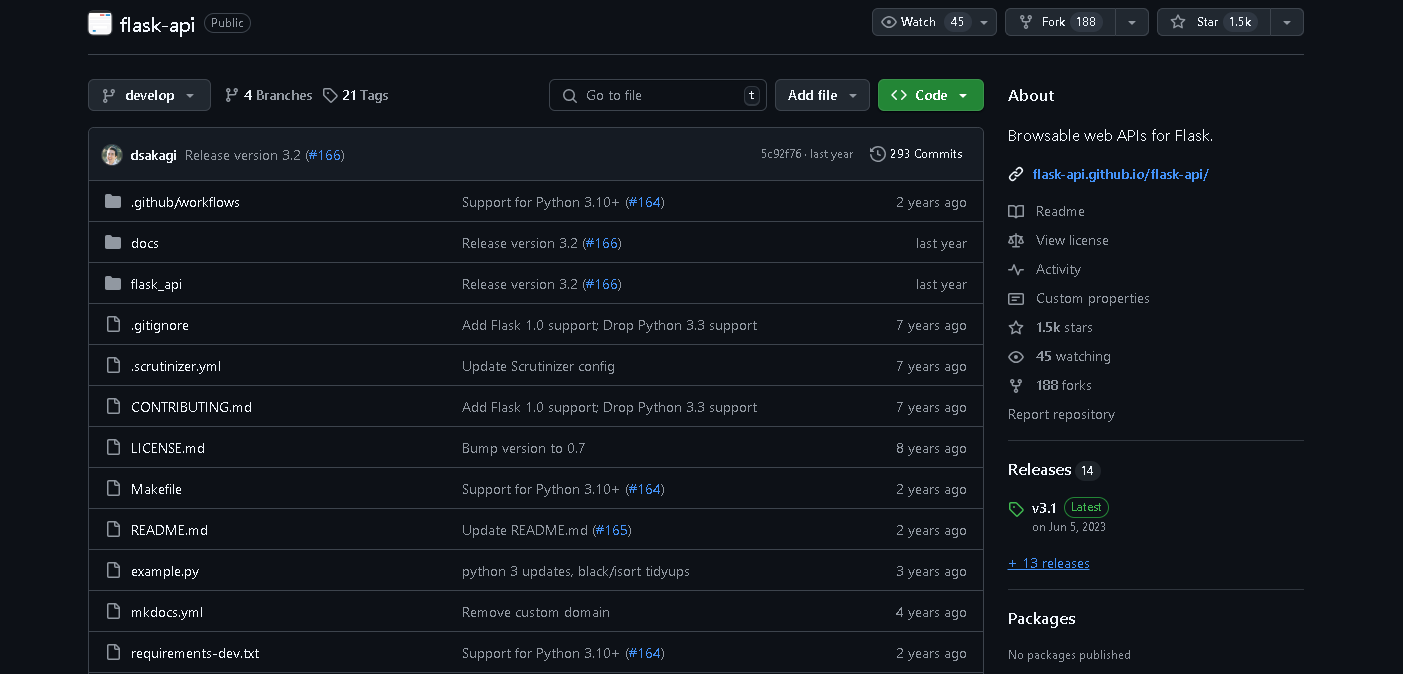 flask-api Public Watch 45 Fork 188 Star 1.5k
develop 4 Branches 21 Tags Go to file t Add file Code
dsakagi Release version 3.2 (#166) 5c92f76 · last year 293 Commits
.github/workflows Support for Python 3.10+ (#164) 2 years ago
docs Release version 3.2 (#166) last year
flask_api Release version 3.2 (#166) last year
.gitignore Add Flask 1.0 support; Drop Python 3.3 support 7 years ago
.scrutinizer.yml Update Scrutinizer config 7 years ago
CONTRIBUTING.md Add Flask 1.0 support; Drop Python 3.3 support 7 years ago
LICENSE.md Bump version to 0.7 8 years ago
Makefile Support for Python 3.10+ (#164) 2 years ago
README.md Update README.md (#165) 2 years ago
example.py python 3 updates, black/isort tidyups 3 years ago
mkdocs.yml Remove custom domain 4 years ago
requirements-dev.txt Support for Python 3.10+ (#164) 2 years ago
About
Browsable web APIs for Flask.
flask-api.github.io/flask-api/
Readme
View license
Activity
Custom properties
1.5k stars
45 watching
188 forks
Report repository
Releases 14
v3.1 Latest
on Jun 5, 2023
+ 13 releases
Packages
No packages published